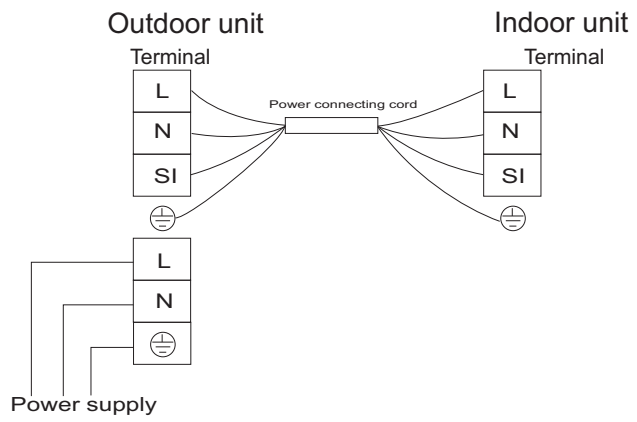 Outdoor unit
Indoor unit
Terminal
Terminal
Power connecting cord
L
N
SI
L
N
SI
L
N
Power supply